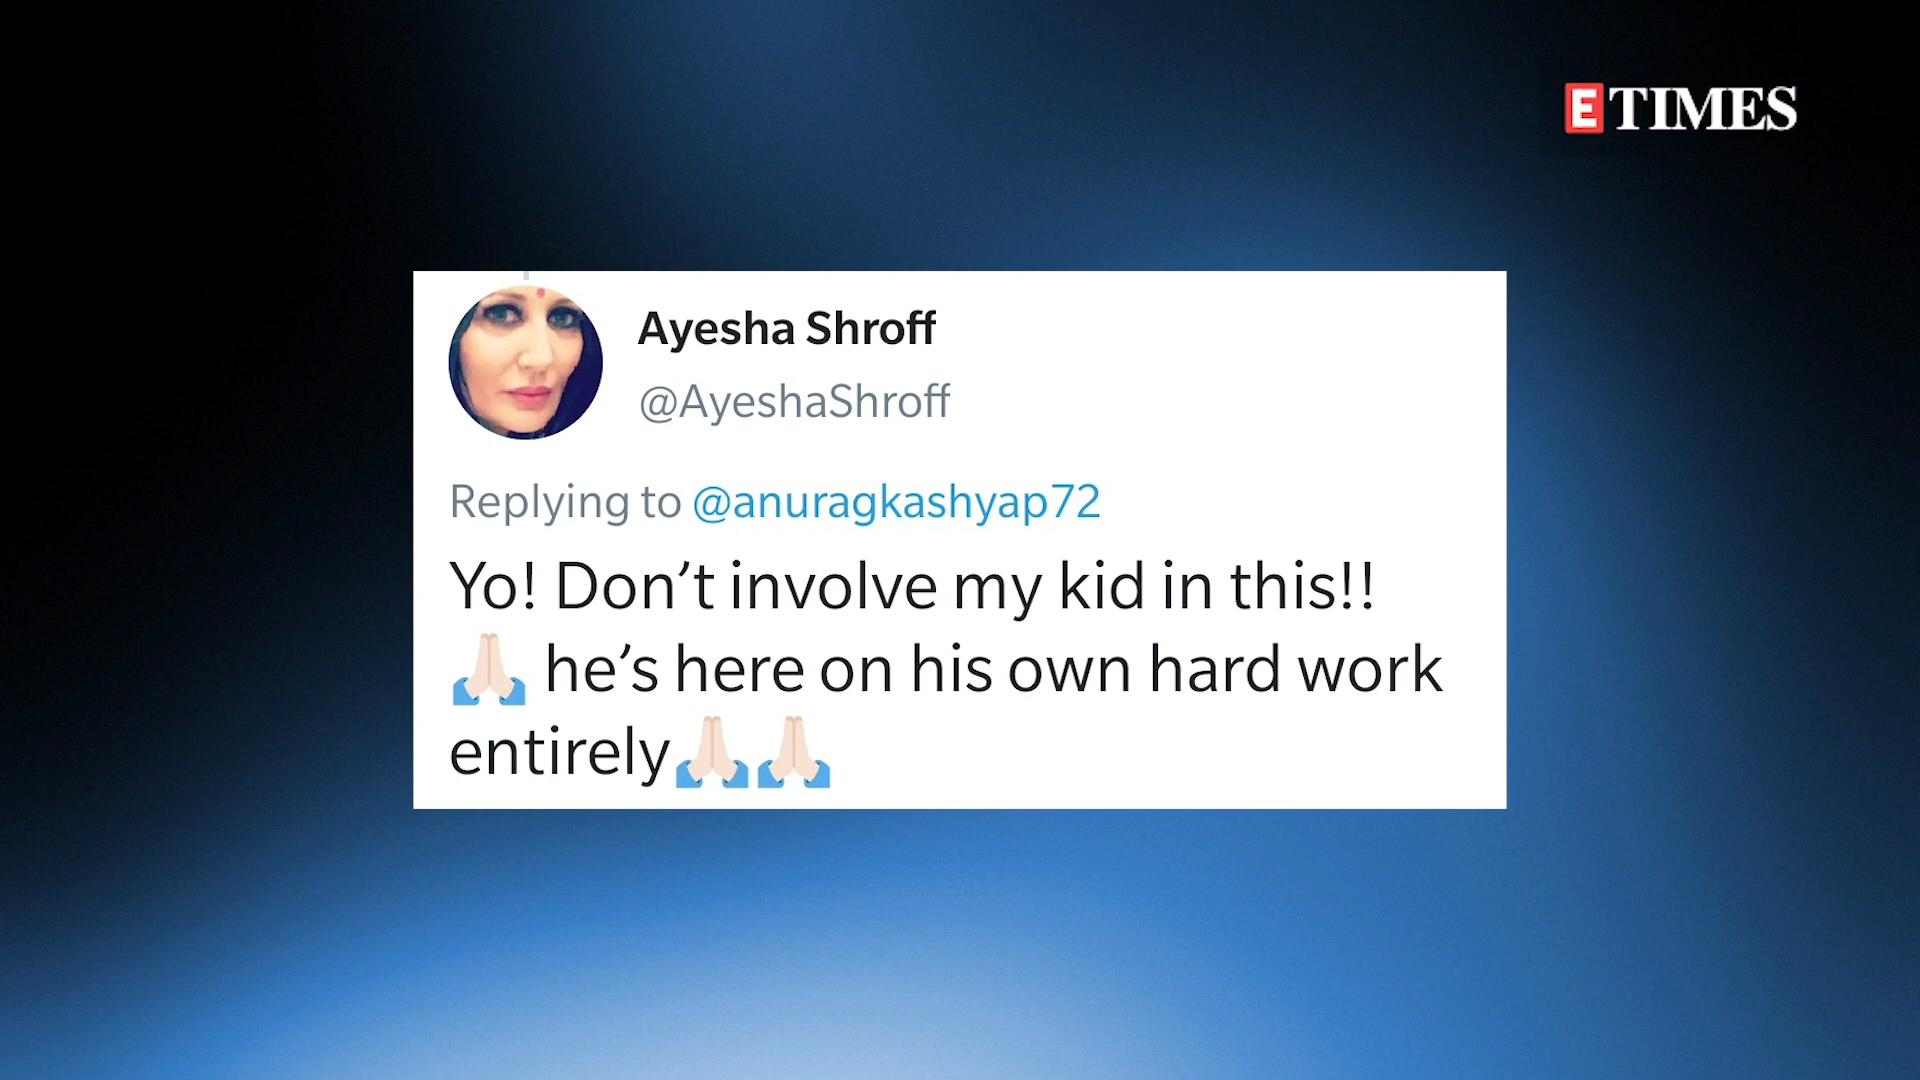 ETIMES
Ayesha Shroff
@AyeshaShroff
Replying to @anuragkashyap72
Yo! Don’t involve my kid in this!!
🙏🏻 he’s here on his own hard work
entirely🙏🏻🙏🏻